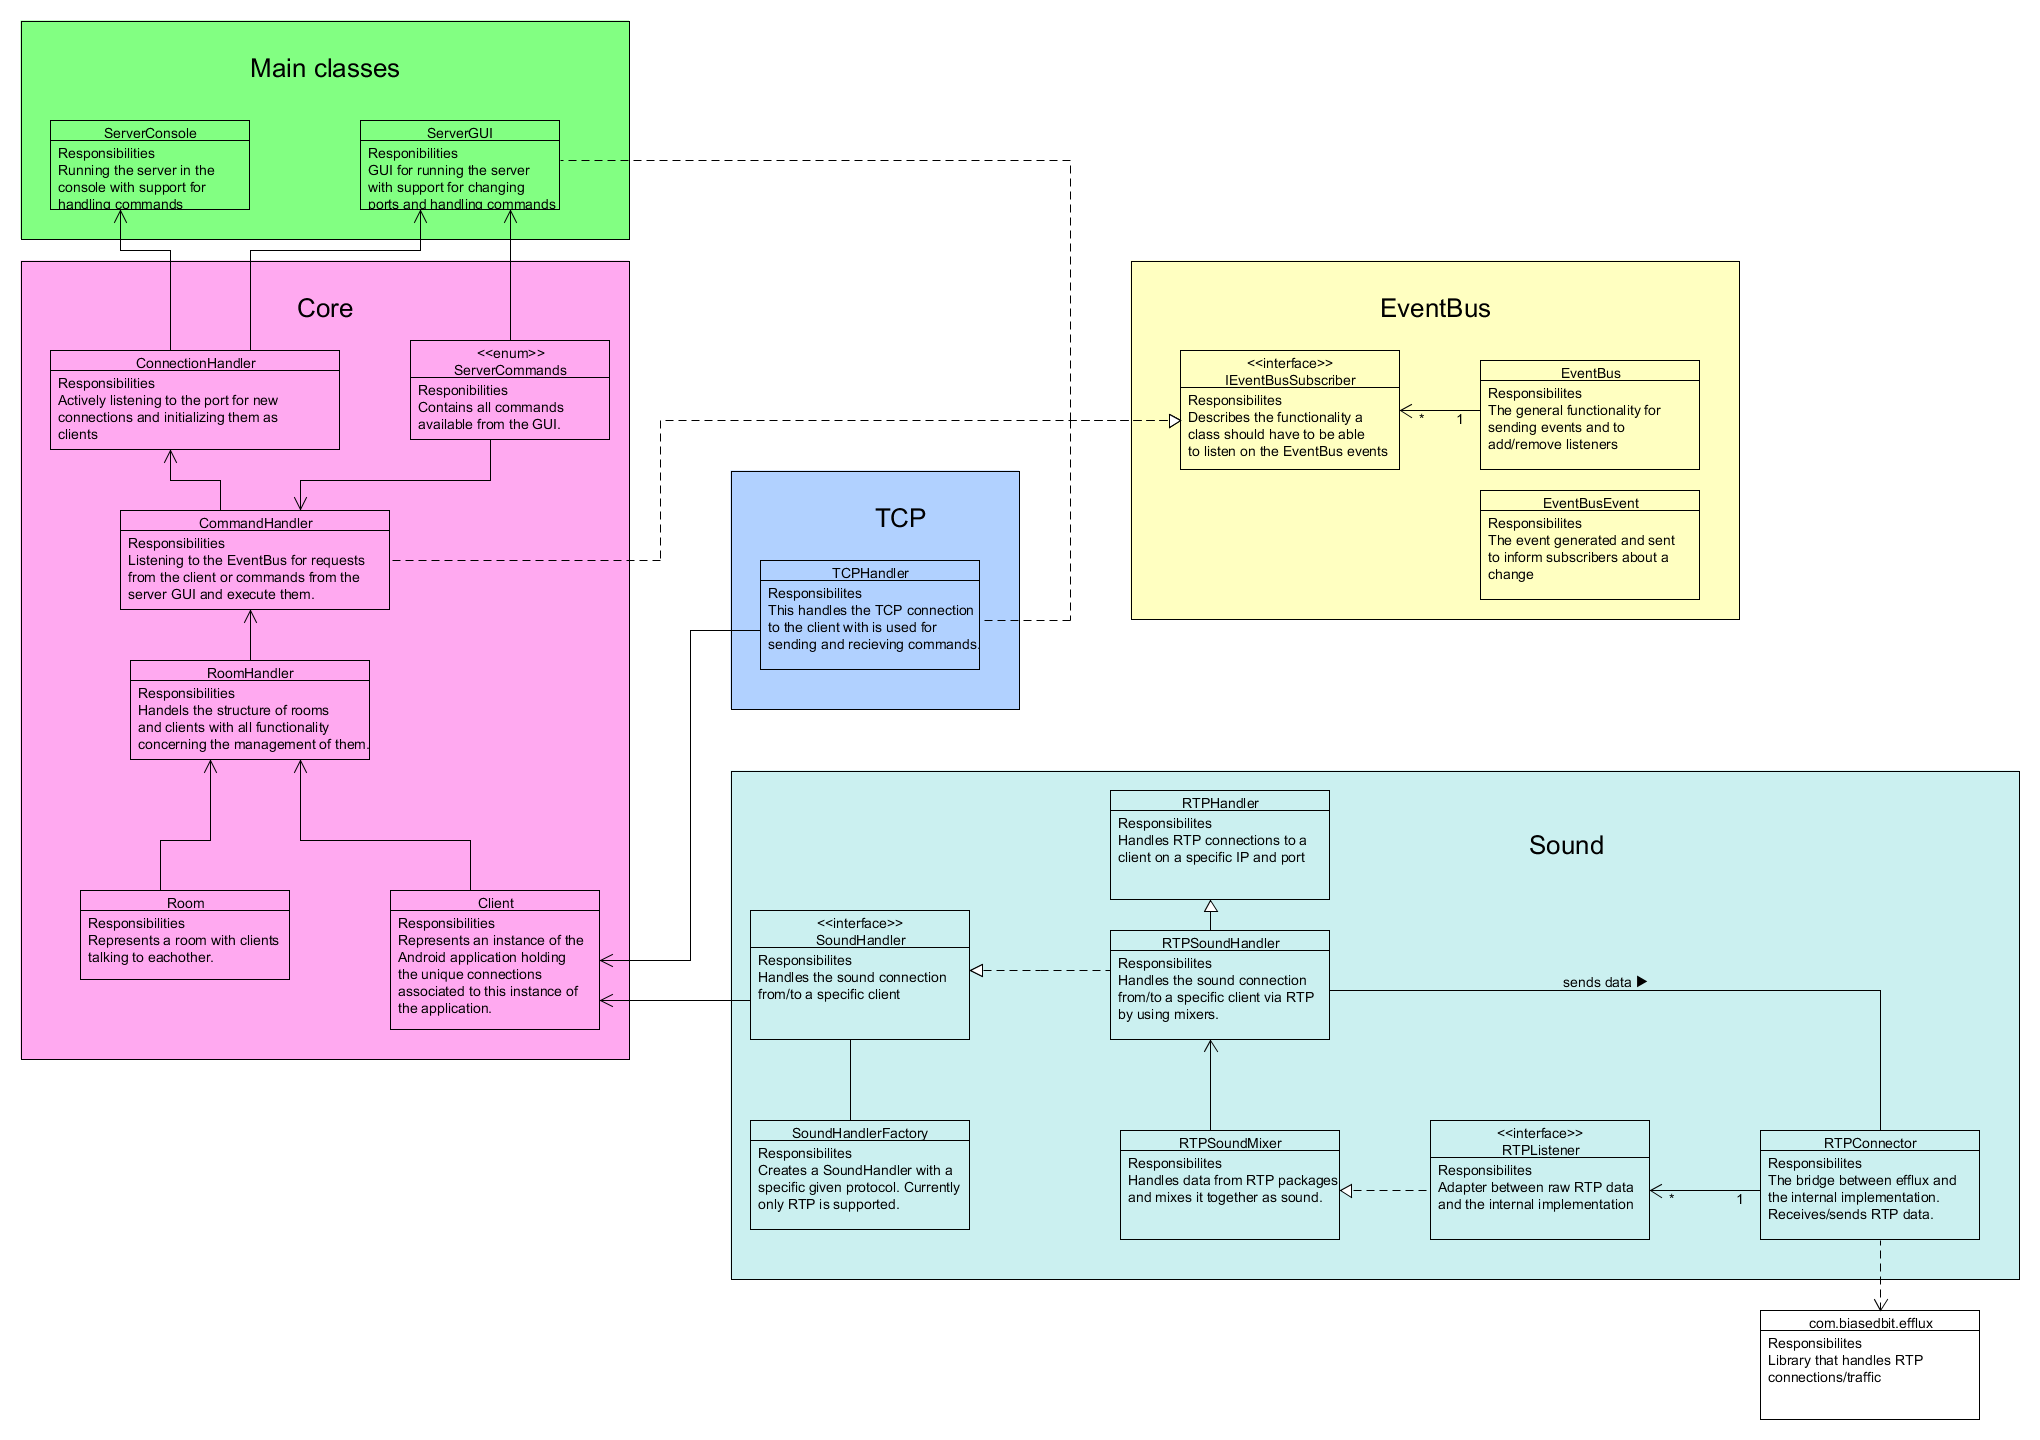 Main classes
ServerConsole
Responsibilities
Running the server in the
console with support for
handling commands
ServerGUI
Responibilities
GUI for running the server
with support for changing
ports and handling commands
Core
ConnectionHandler
Responsibilities
Actively listening to the port for new
connections and initializing them as
clients
<<enum>>
ServerCommands
Responibilities
Contains all commands
available from the GUI.
CommandHandler
Responsibilities
Listening to the EventBus for requests
from the client or commands from the
server GUI and execute them.
RoomHandler
Responsibilities
Handels the structure of rooms
and clients with all functionality
concerning the management of them.
Room
Responsibilities
Represents a room with clients
talking to eachother.
Client
Responsibilities
Represents an instance of the
Android application holding
the unique connections
associated to this instance of
the application.
EventBus
<<interface>>
IEventBusSubscriber
Responsibilites
Describes the functionality a
class should have to be able
to listen on the EventBus events
* 1
EventBus
Responsibilites
The general functionality for
sending events and to
add/remove listeners
EventBusEvent
Responsibilites
The event generated and sent
to inform subscribers about a
change
TCP
TCPHandler
Responsibilites
This handles the TCP connection
to the client with is used for
sending and recieving commands.
Sound
RTPHandler
Responsibilites
Handles RTP connections to a
client on a specific IP and port
<<interface>>
SoundHandler
Responsibilites
Handles the sound connection
from/to a specific client
RTPSoundHandler
Responsibilites
Handles the sound connection
from/to a specific client via RTP
by using mixers.
sends data
SoundHandlerFactory
Responsibilites
Creates a SoundHandler with a
specific given protocol. Currently
only RTP is supported.
RTPSoundMixer
Responsibilites
Handles data from RTP packages
and mixes it together as sound.
<<interface>>
RTPListener
Responsibilites
Adapter between raw RTP data
and the internal implementation
* 1
RTPConnector
Responsibilites
The bridge between efflux and
the internal implementation.
Receives/sends RTP data.
com.biasedbit.efflux
Responsibilites
Library that handles RTP
connections/traffic